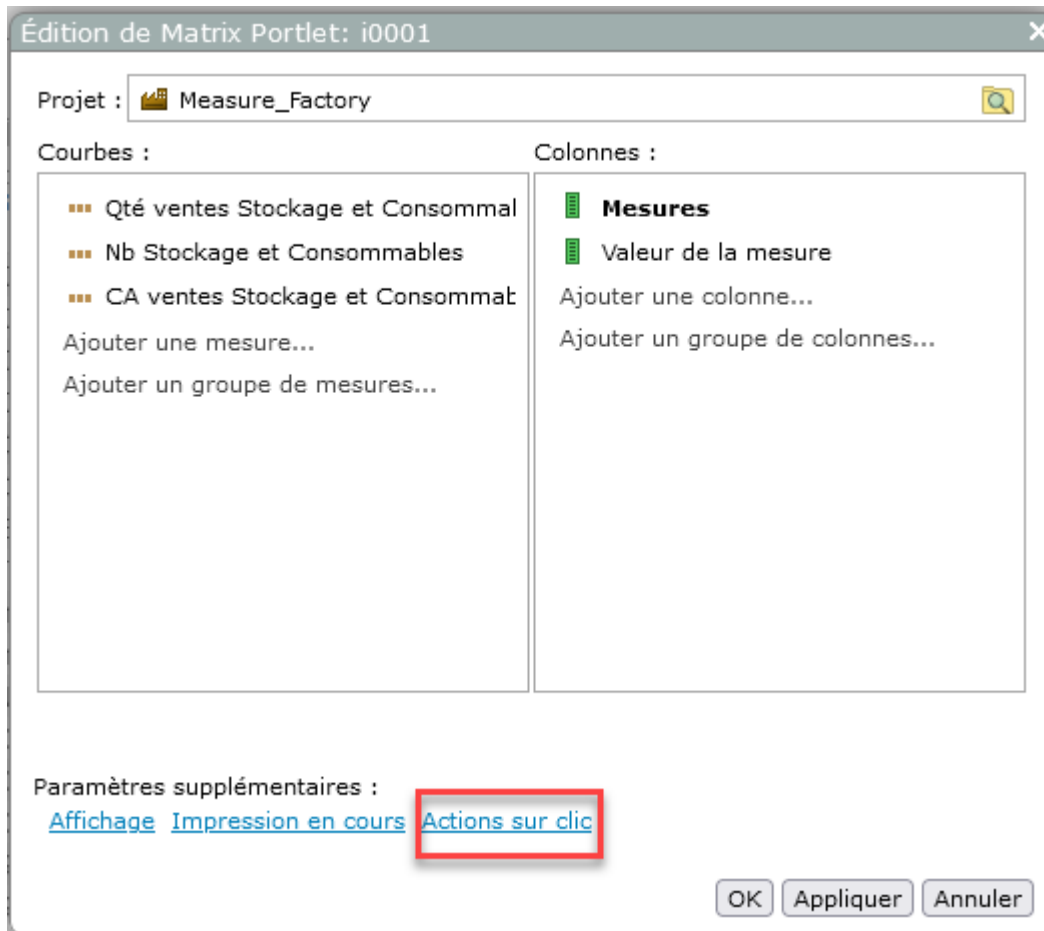 Édition de Matrix Portlet: i0001
Projet : Measure_Factory
Courbes :
Qté ventes Stockage et Consommal
Nb Stockage et Consommables
CA ventes Stockage et Consommat
Ajouter une mesure...
Ajouter un groupe de mesures...
Colonnes :
Mesures
Valeur de la mesure
Ajouter une colonne...
Ajouter un groupe de colonnes...
Paramètres supplémentaires :
Affichage Impression en cours Actions sur clic
OK Appliquer Annuler